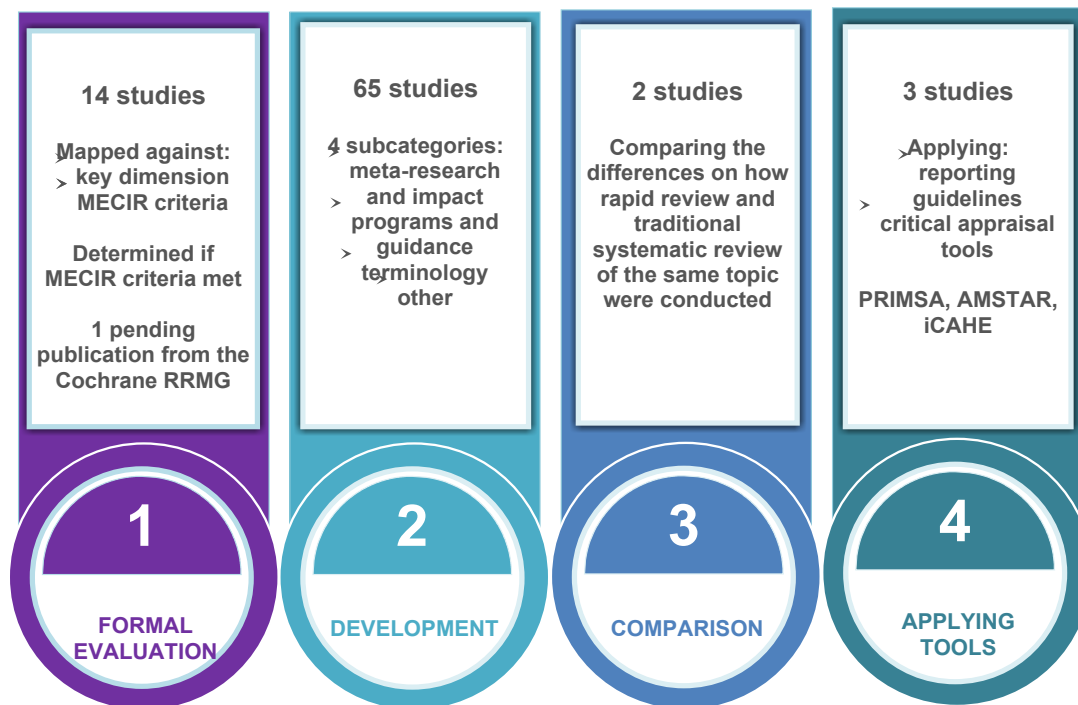 14 studies
Mapped against:
➢ key dimension
➢ MECIR criteria
Determined if
MECIR criteria met
1 pending
publication from the
Cochrane RRMG
1
FORMAL
EVALUATION
65 studies
4 subcategories:
➢ meta-research
and impact
➢ programs and
guidance
➢ terminology
➢ other
2
DEVELOPMENT
2 studies
Comparing the
differences on how
rapid review and
traditional
systematic review
of the same topic
were conducted
3
COMPARISON
3 studies
Applying:
➢ reporting
guidelines
➢ critical appraisal
tools
PRIMSA, AMSTAR,
iCAHE
4
APPLYING
TOOLS